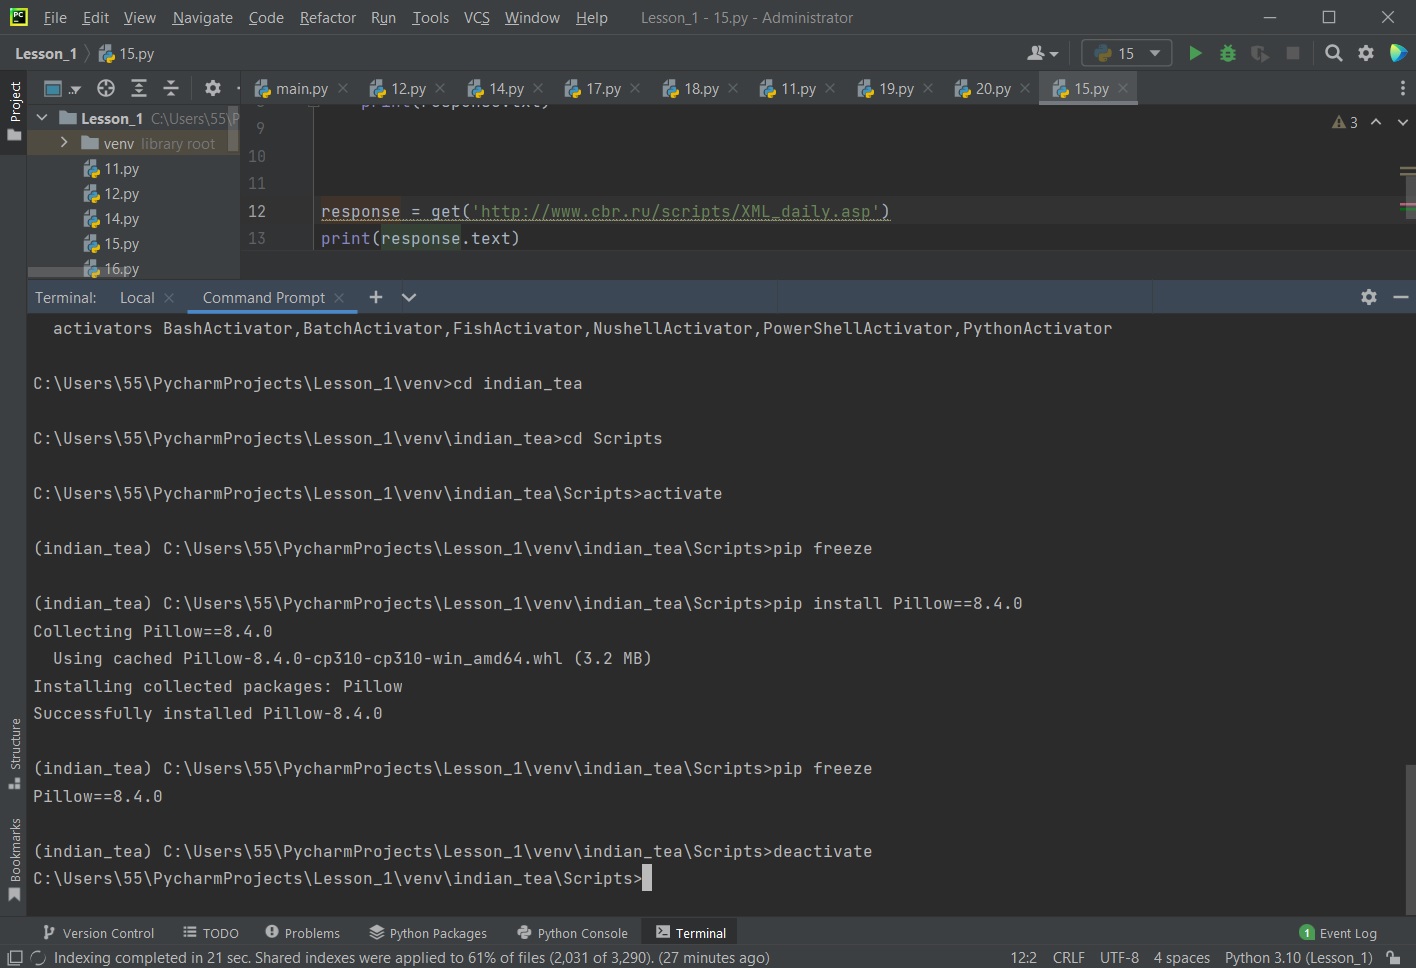 PC File Edit View Navigate Code Refactor Run Tools VCS Window Help Lesson_1 - 15.py - Administrator
Lesson_1 15.py 15
main.py 12.py 14.py 17.py 18.py 11.py 19.py 20.py 15.py
Project
Lesson_1 C:\Users\55\P
venv library root
11.py
12.py
14.py
15.py
16.py
print(response.text)
9
3
10
11
12 response = get('http://www.cbr.ru/scripts/XML_daily.asp')
13 print(response.text)
Terminal: Local Command Prompt
activators BashActivator,BatchActivator,FishActivator,NushellActivator,PowerShellActivator,PythonActivator
C:\Users\55\PycharmProjects\Lesson_1\venv>cd indian_tea
C:\Users\55\PycharmProjects\Lesson_1\venv\indian_tea>cd Scripts
C:\Users\55\PycharmProjects\Lesson_1\venv\indian_tea\Scripts>activate
(indian_tea) C:\Users\55\PycharmProjects\Lesson_1\venv\indian_tea\Scripts>pip freeze
(indian_tea) C:\Users\55\PycharmProjects\Lesson_1\venv\indian_tea\Scripts>pip install Pillow==8.4.0
Collecting Pillow==8.4.0
Using cached Pillow-8.4.0-cp310-cp310-win_amd64.whl (3.2 MB)
Installing collected packages: Pillow
Successfully installed Pillow-8.4.0
(indian_tea) C:\Users\55\PycharmProjects\Lesson_1\venv\indian_tea\Scripts>pip freeze
Pillow==8.4.0
(indian_tea) C:\Users\55\PycharmProjects\Lesson_1\venv\indian_tea\Scripts>deactivate
C:\Users\55\PycharmProjects\Lesson_1\venv\indian_tea\Scripts>
Structure
Bookmarks
Version Control TODO Problems Python Packages Python Console Terminal 1 Event Log
Indexing completed in 21 sec. Shared indexes were applied to 61% of files (2,031 of 3,290). (27 minutes ago) 12:2 CRLF UTF-8 4 spaces Python 3.10 (Lesson_1)